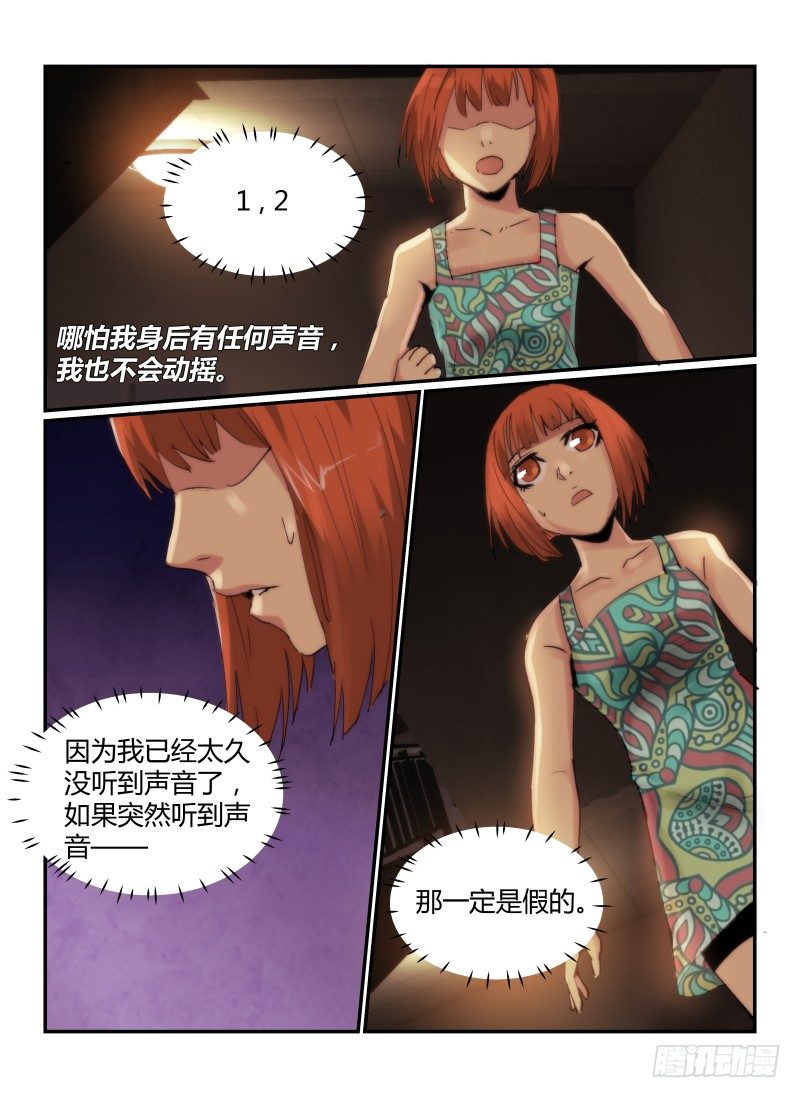 1 , 2
哪怕我身后有任何声音，
我也不会动摇。
因为我已经太久
没听到声音了，
如果突然听到声
音——
那一定是假的。
腾讯动漫